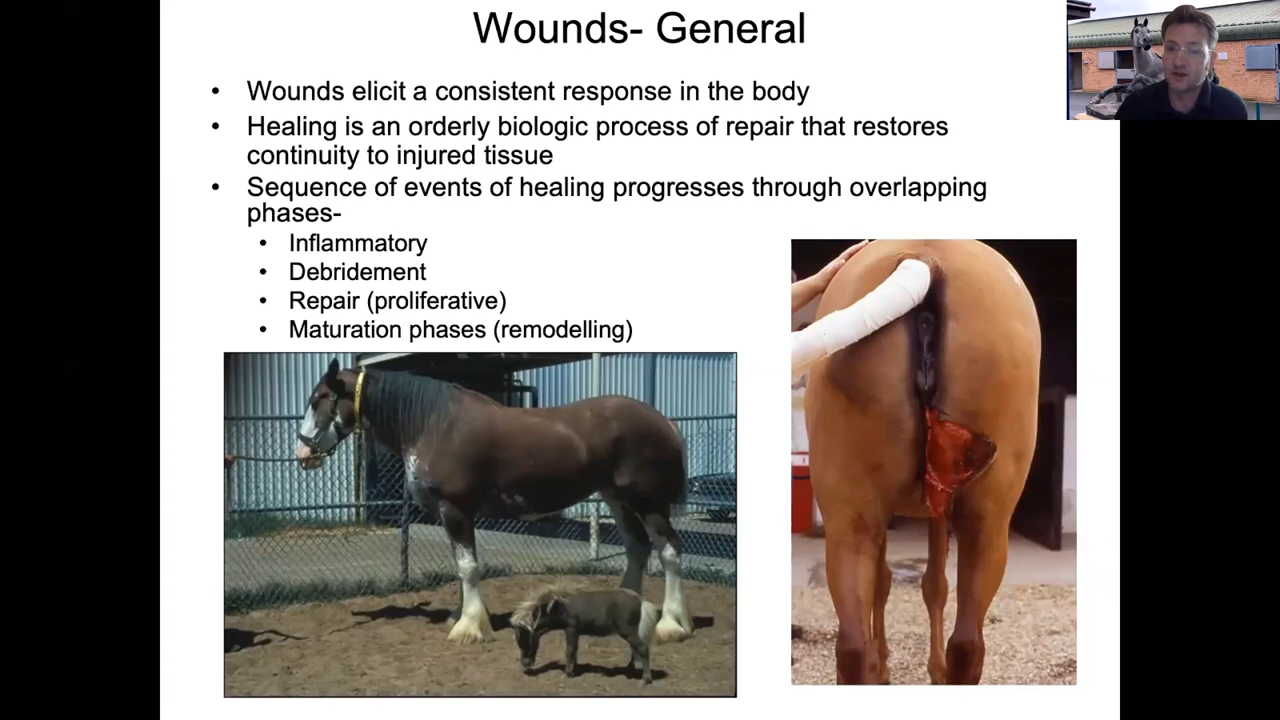 Wounds- General
• Wounds elicit a consistent response in the body
• Healing is an orderly biologic process of repair that restores
continuity to injured tissue
• Sequence of events of healing progresses through overlapping
phases-
• Inflammatory
• Debridement
• Repair (proliferative)
• Maturation phases (remodelling)